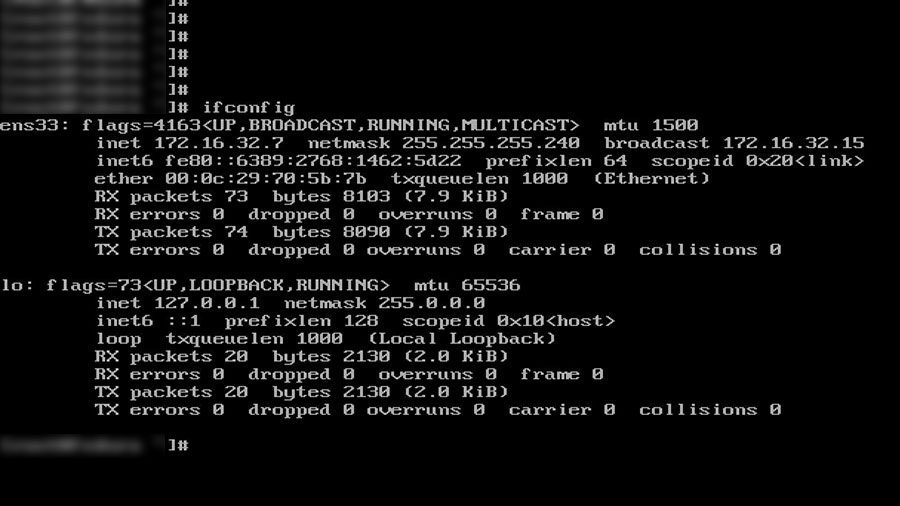 ]#
]#
]#
]#
]#
]#
]# ifconfig
ens33: flags=4163<UP,BROADCAST,RUNNING,MULTICAST>  mtu 1500
        inet 172.16.32.7  netmask 255.255.255.240  broadcast 172.16.32.15
        inet6 fe80::6389:2768:1462:5d22  prefixlen 64  scopeid 0x20<link>
        ether 00:0c:29:70:5b:7b  txqueuelen 1000  (Ethernet)
        RX packets 73  bytes 8103 (7.9 KiB)
        RX errors 0  dropped 0  overruns 0  frame 0
        TX packets 74  bytes 8090 (7.9 KiB)
        TX errors 0  dropped 0 overruns 0  carrier 0  collisions 0
lo: flags=73<UP,LOOPBACK,RUNNING>  mtu 65536
        inet 127.0.0.1  netmask 255.0.0.0
        inet6 ::1  prefixlen 128  scopeid 0x10<host>
        loop  txqueuelen 1000  (Local Loopback)
        RX packets 20  bytes 2130 (2.0 KiB)
        RX errors 0  dropped 0  overruns 0  frame 0
        TX packets 20  bytes 2130 (2.0 KiB)
        TX errors 0  dropped 0 overruns 0  carrier 0  collisions 0
]#